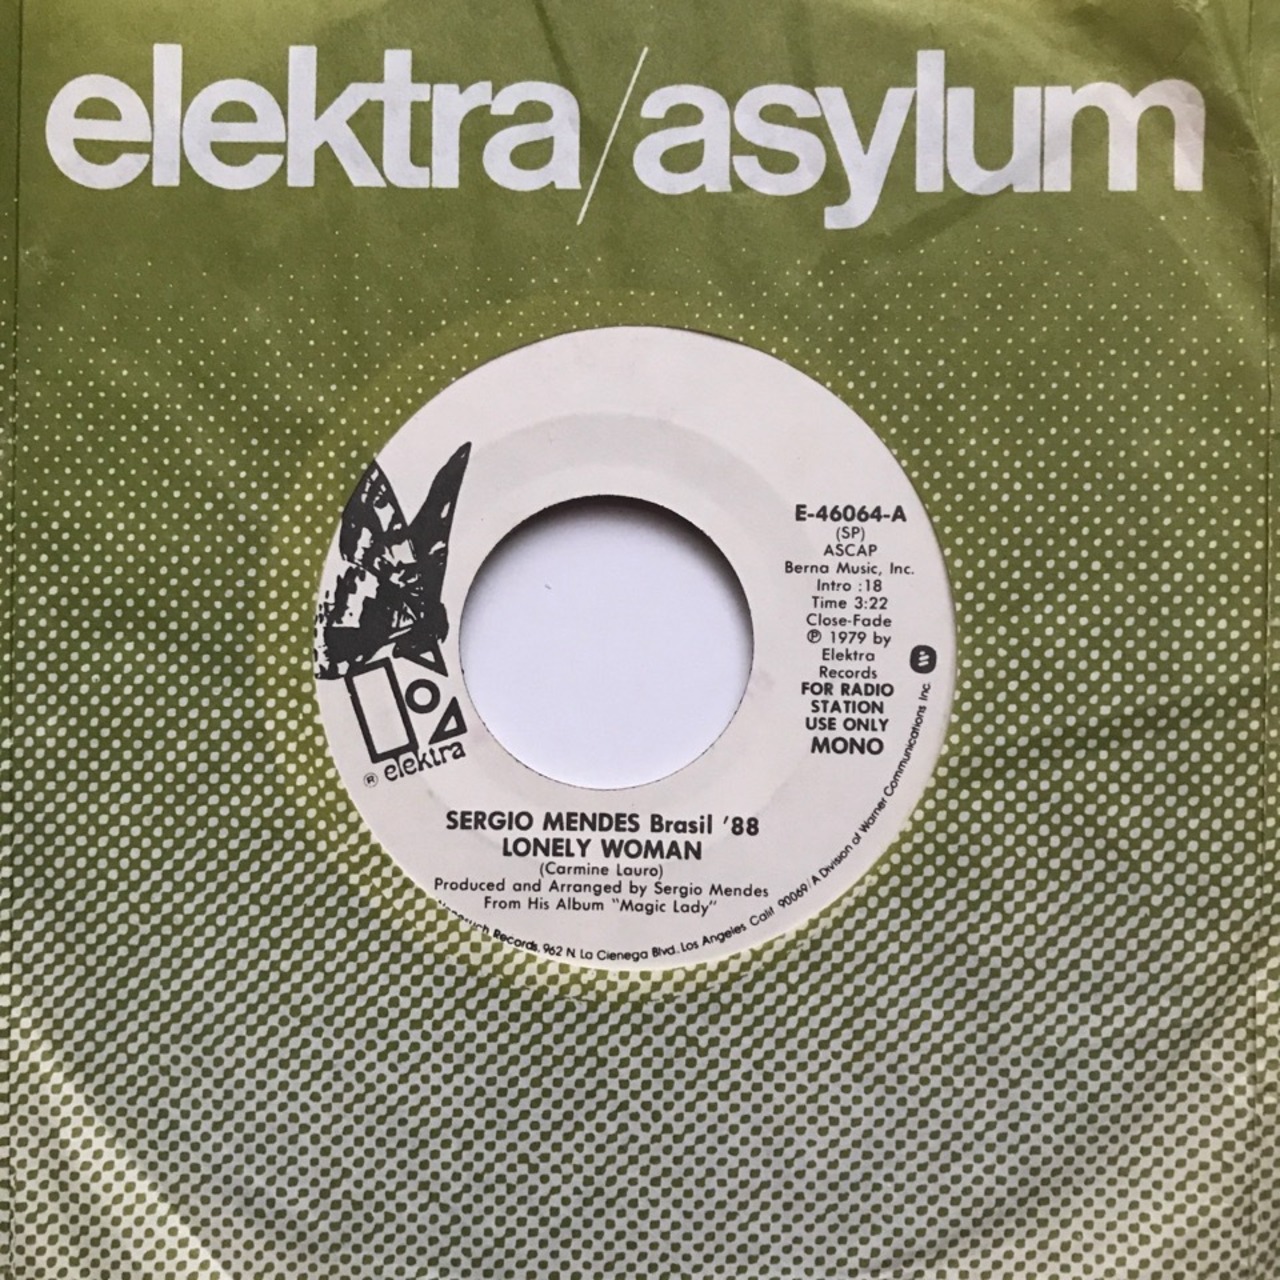 elektra/asylum
E-46064-A
(SP)
ASCAP
Berna Music, Inc.
Intro :18
Time 3:22
Close-Fade
℗ 1979 by
Elektra
Records
FOR RADIO
STATION
USE ONLY
MONO
® elektra
SERGIO MENDES Brasil '88
LONELY WOMAN
(Carmine Lauro)
Produced and Arranged by Sergio Mendes
From His Album "Magic Lady"
Records, 962 N. La Cienega Blvd., Los Angeles, Calif. 90069/A Division of Warner Communications Inc.